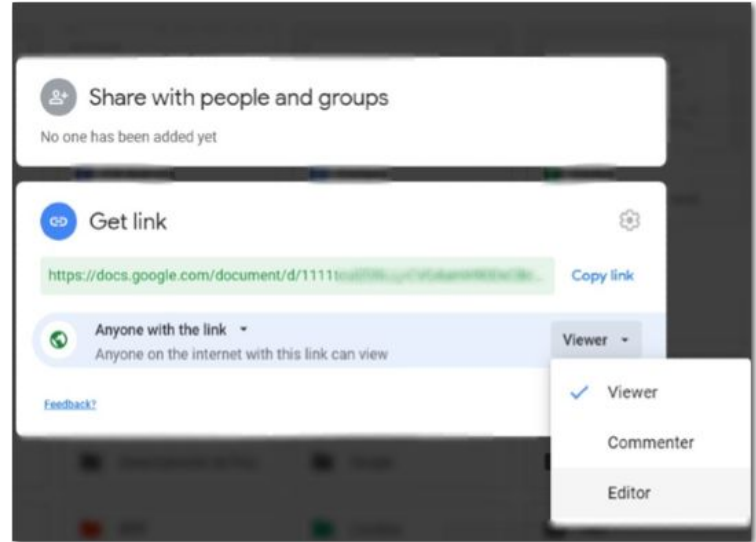 Share with people and groups
No one has been added yet
Get link
https://docs.google.com/document/d/1111
Copy link
Anyone with the link
Viewer
Anyone on the internet with this link can view
Feedback?
Viewer
Commenter
Editor